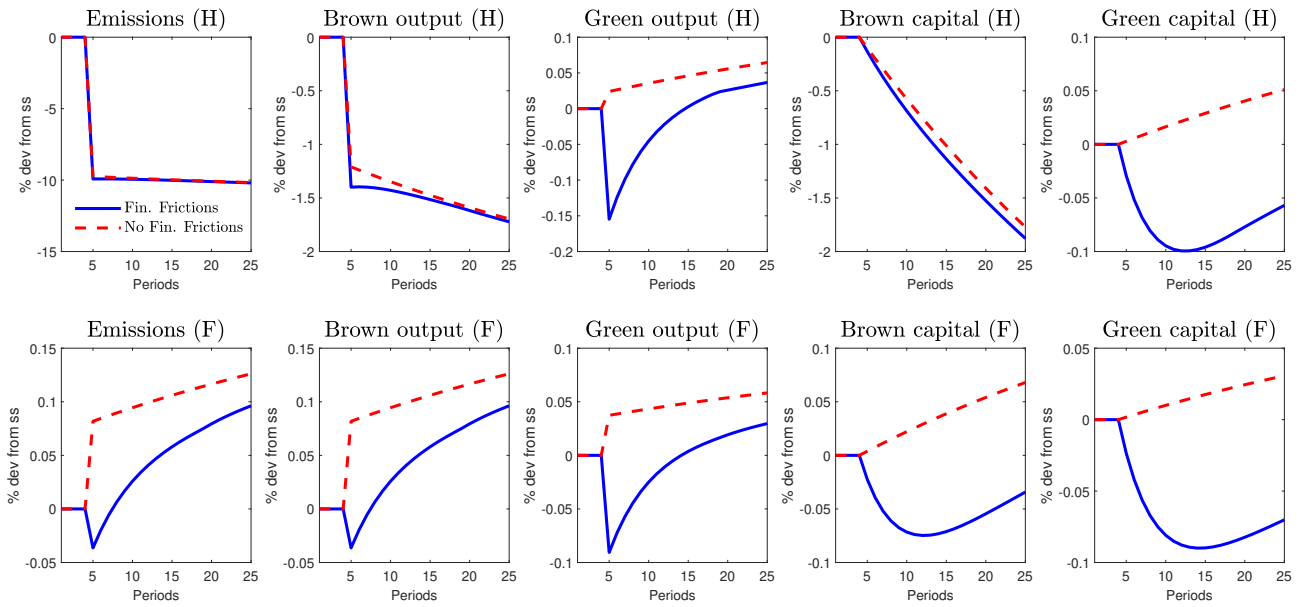 Emissions (H)
Brown output (H)
Green output (H)
Brown capital (H)
Green capital (H)
% dev from ss
0
-5
-10
-15
Fin. Frictions
No Fin. Frictions
5 10 15 20 25
Periods
% dev from ss
0
-0.5
-1
-1.5
-2
5 10 15 20 25
Periods
% dev from ss
0.1
0.05
0
-0.05
-0.1
-0.15
-0.2
5 10 15 20 25
Periods
% dev from ss
0
-0.5
-1
-1.5
-2
5 10 15 20 25
Periods
% dev from ss
0.1
0.05
0
-0.05
-0.1
5 10 15 20 25
Periods
Emissions (F)
Brown output (F)
Green output (F)
Brown capital (F)
Green capital (F)
% dev from ss
0.15
0.1
0.05
0
-0.05
5 10 15 20 25
Periods
% dev from ss
0.15
0.1
0.05
0
-0.05
5 10 15 20 25
Periods
% dev from ss
0.1
0.05
0
-0.05
-0.1
5 10 15 20 25
Periods
% dev from ss
0.1
0.05
0
-0.05
-0.1
5 10 15 20 25
Periods
% dev from ss
0.05
0
-0.05
-0.1
5 10 15 20 25
Periods